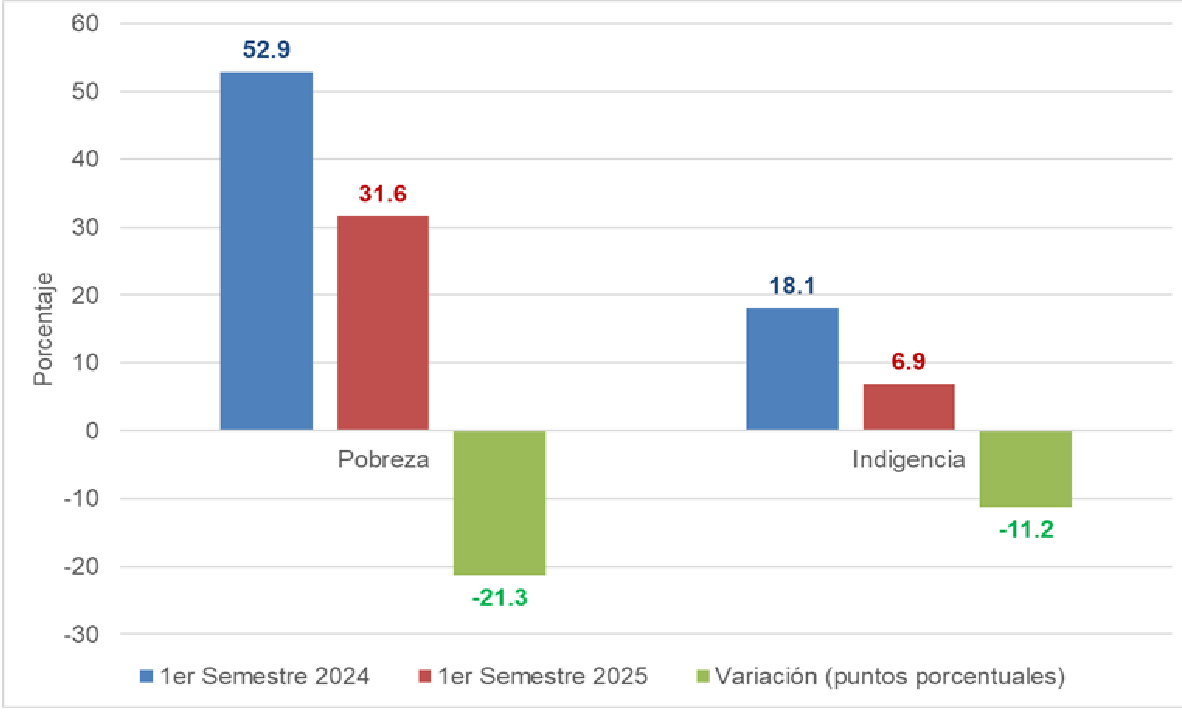 60
50
40
30
20
10
0
-10
-20
-30
Porcentaje
52.9
31.6
-21.3
18.1
6.9
-11.2
Pobreza
Indigencia
1er Semestre 2024
1er Semestre 2025
Variación (puntos porcentuales)